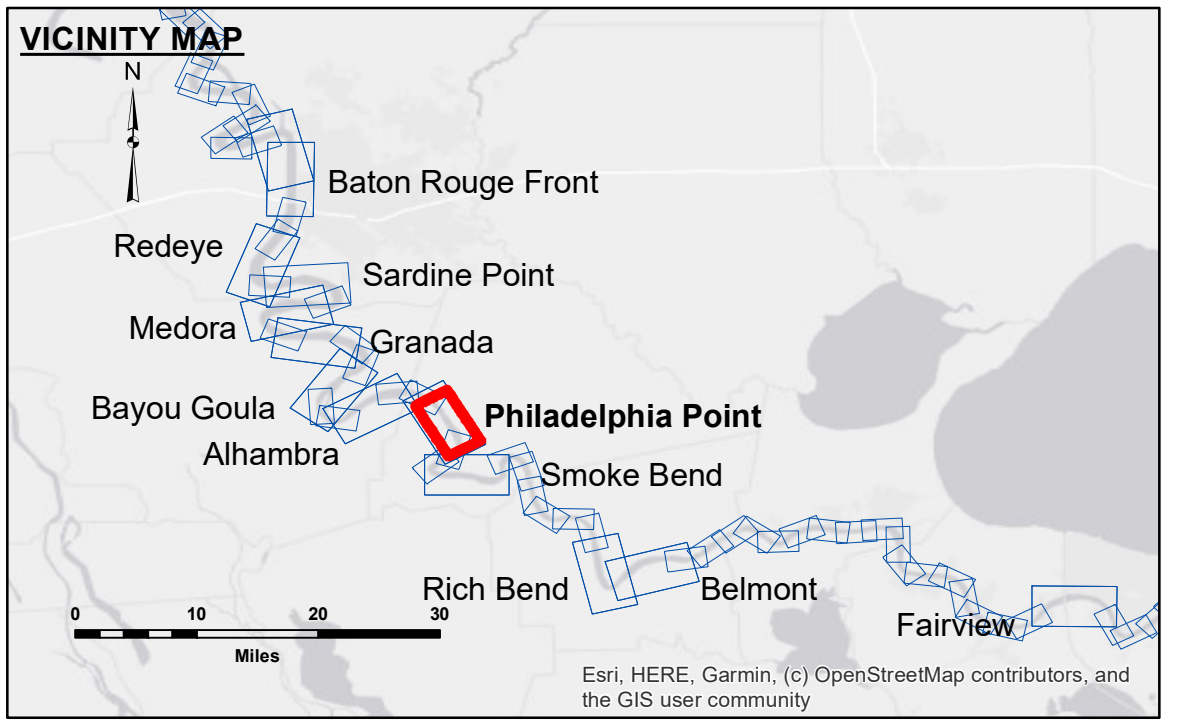 VICINITY MAP
N
Baton Rouge Front
Redeye
Sardine Point
Medora
Granada
Bayou Goula
Philadelphia Point
Alhambra
Smoke Bend
Rich Bend
Belmont
Fairview
0 10 20 30
Miles
Esri, HERE, Garmin, (c) OpenStreetMap contributors, and
the GIS user community